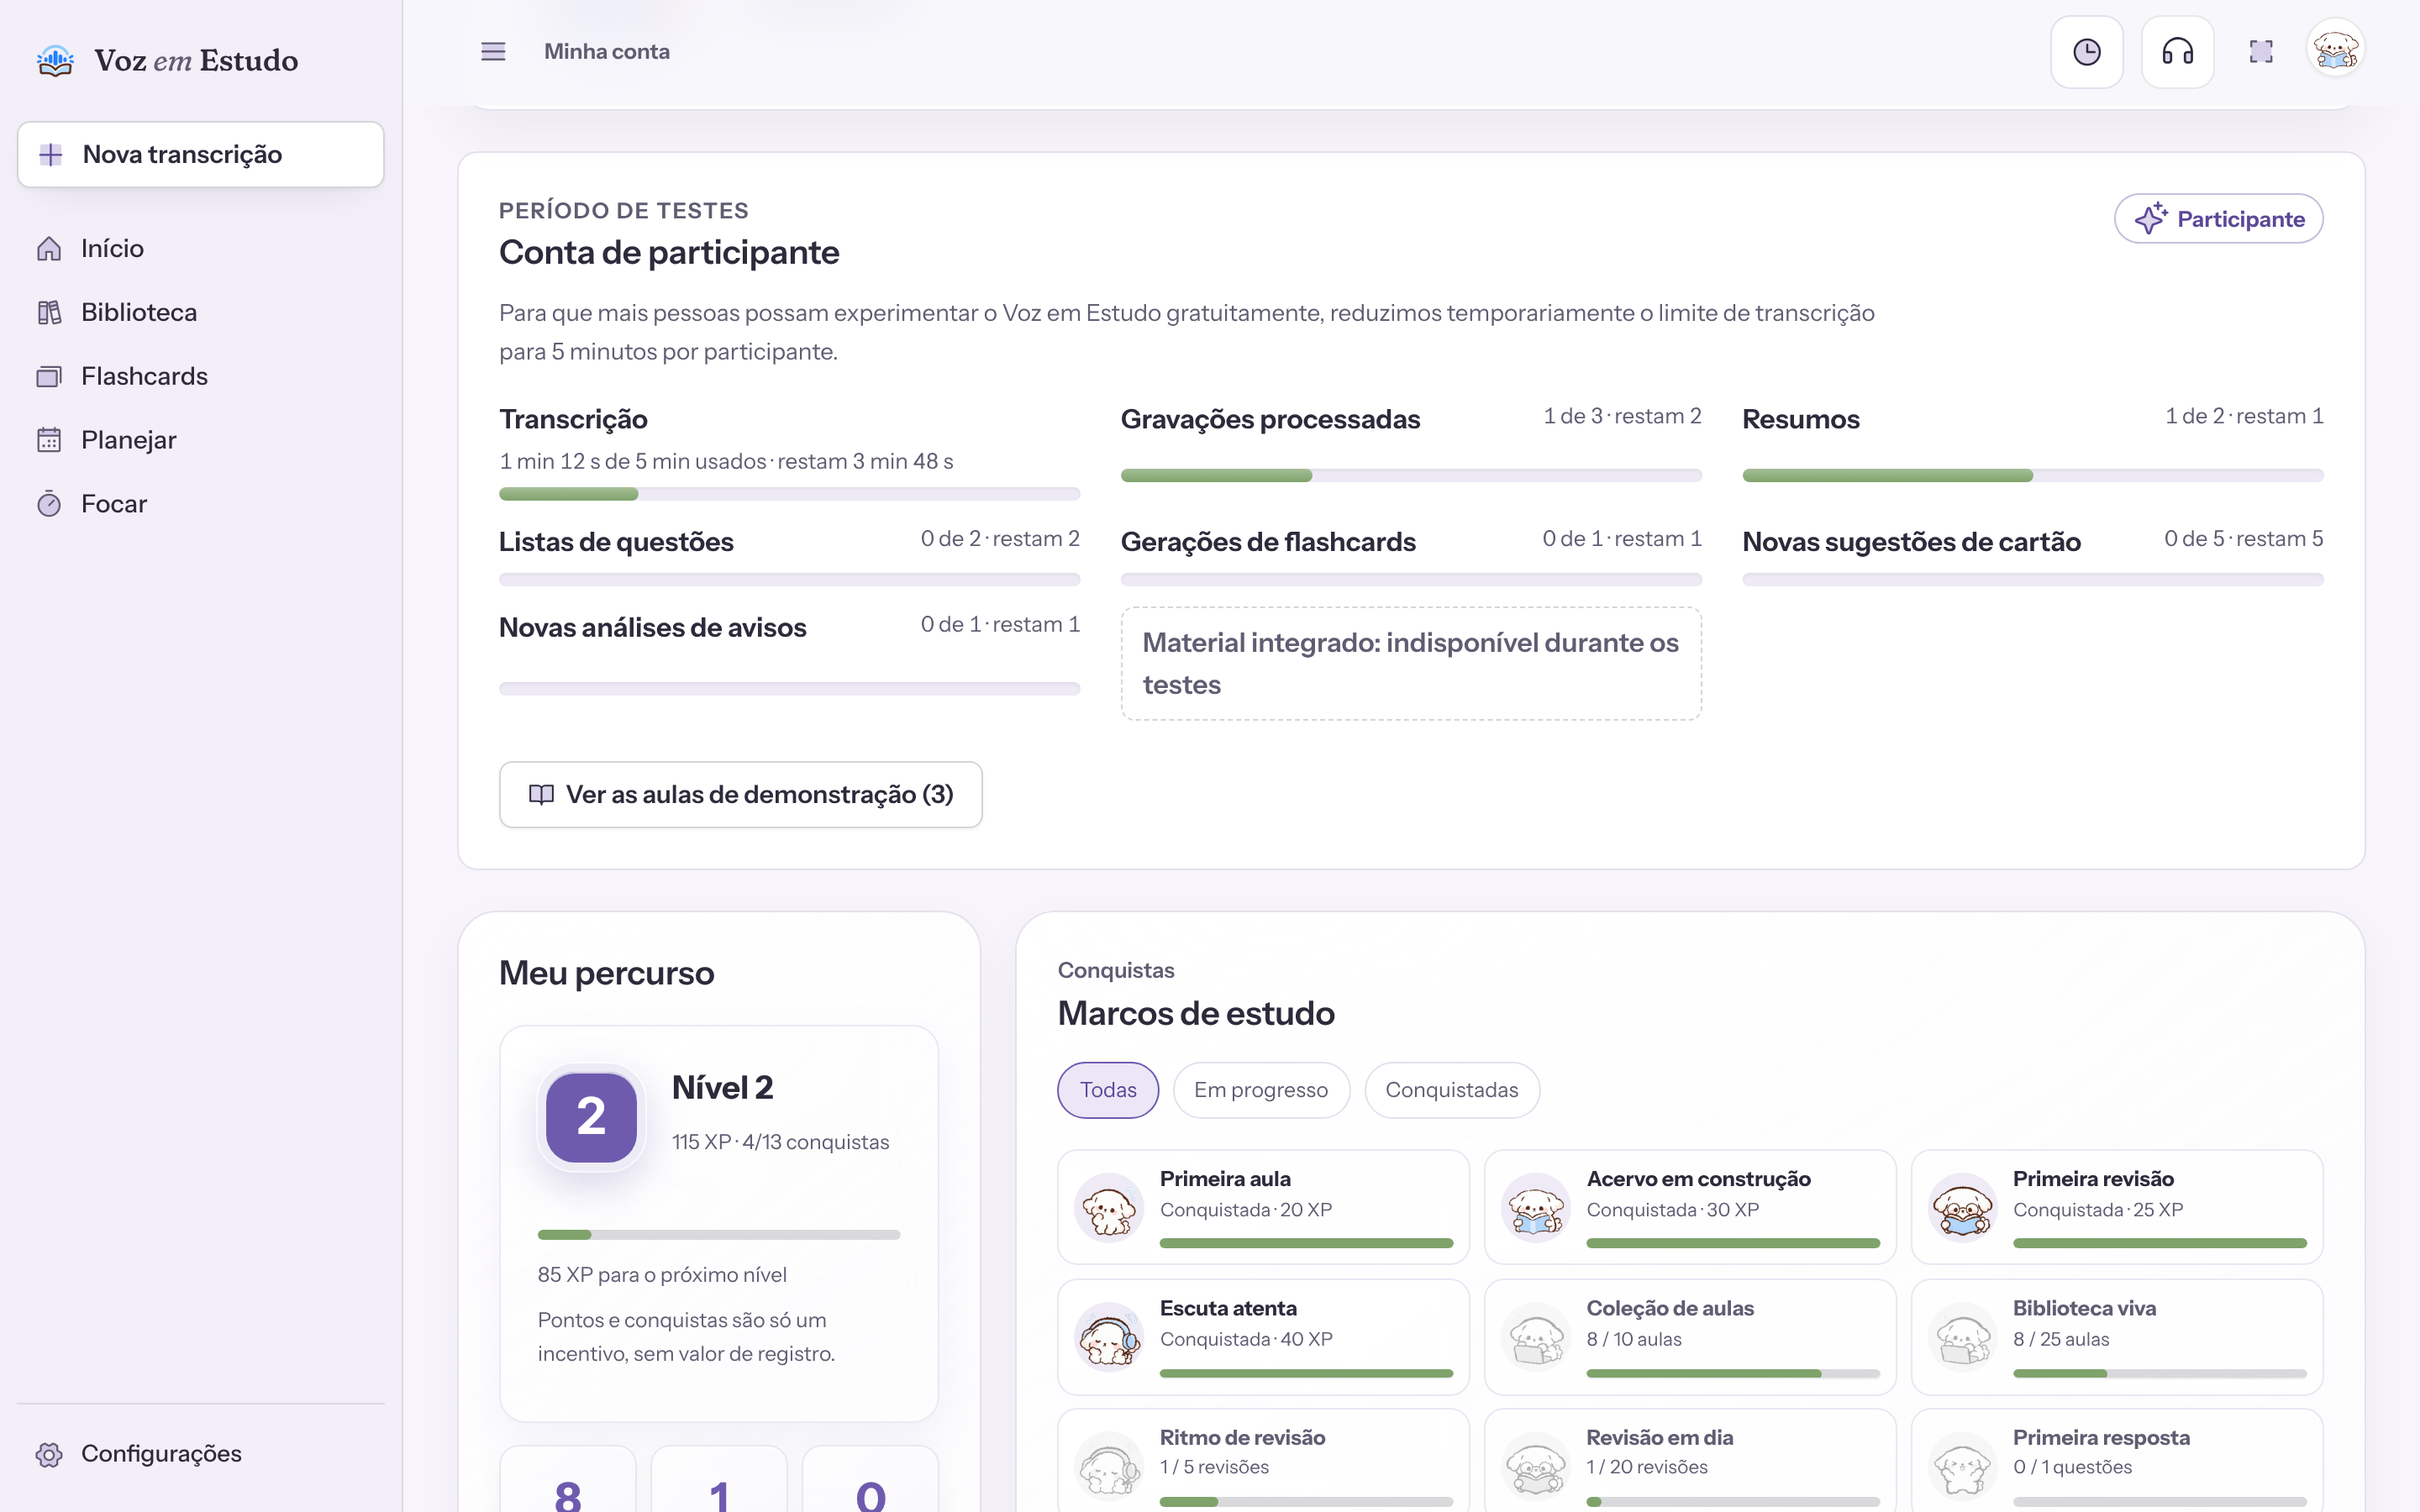 Voz em Estudo
Nova transcrição
Início
Biblioteca
Flashcards
Planejar
Focar
Configurações
Minha conta
PERÍODO DE TESTES
Conta de participante
Participante
Para que mais pessoas possam experimentar o Voz em Estudo gratuitamente, reduzimos temporariamente o limite de transcrição
para 5 minutos por participante.
Transcrição
1 min 12 s de 5 min usados · restam 3 min 48 s
Gravações processadas
1 de 3 · restam 2
Resumos
1 de 2 · restam 1
Listas de questões
0 de 2 · restam 2
Gerações de flashcards
0 de 1 · restam 1
Novas sugestões de cartão
0 de 5 · restam 5
Novas análises de avisos
0 de 1 · restam 1
Material integrado: indisponível durante os
testes
Ver as aulas de demonstração (3)
Meu percurso
2
Nível 2
115 XP · 4/13 conquistas
85 XP para o próximo nível
Pontos e conquistas são só um
incentivo, sem valor de registro.
8
1
0
Conquistas
Marcos de estudo
Todas
Em progresso
Conquistadas
Primeira aula
Conquistada · 20 XP
Acervo em construção
Conquistada · 30 XP
Primeira revisão
Conquistada · 25 XP
Escuta atenta
Conquistada · 40 XP
Coleção de aulas
8 / 10 aulas
Biblioteca viva
8 / 25 aulas
Ritmo de revisão
1 / 5 revisões
Revisão em dia
1 / 20 revisões
Primeira resposta
0 / 1 questões